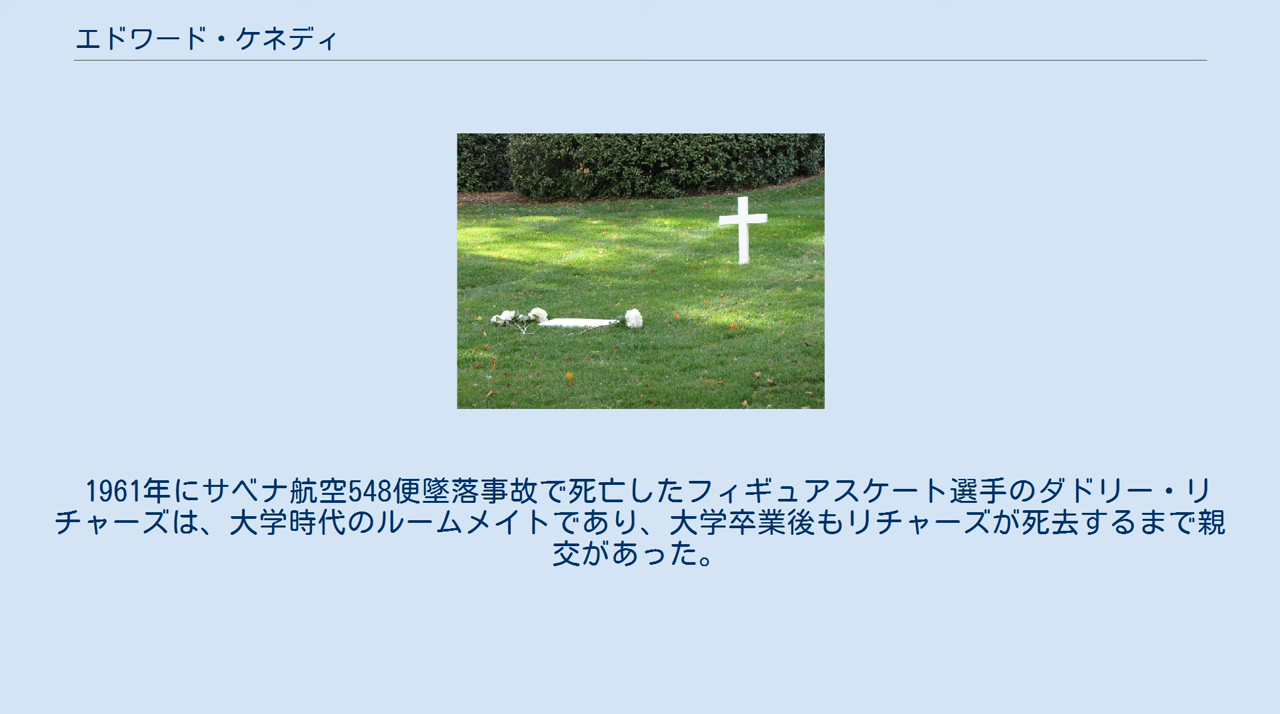 エドワード・ケネディ
1961年にサベナ航空548便墜落事故で死亡したフィギュアスケート選手のダドリー・リ
チャーズは、大学時代のルームメイトであり、大学卒業後もリチャーズが死去するまで親
交があった。